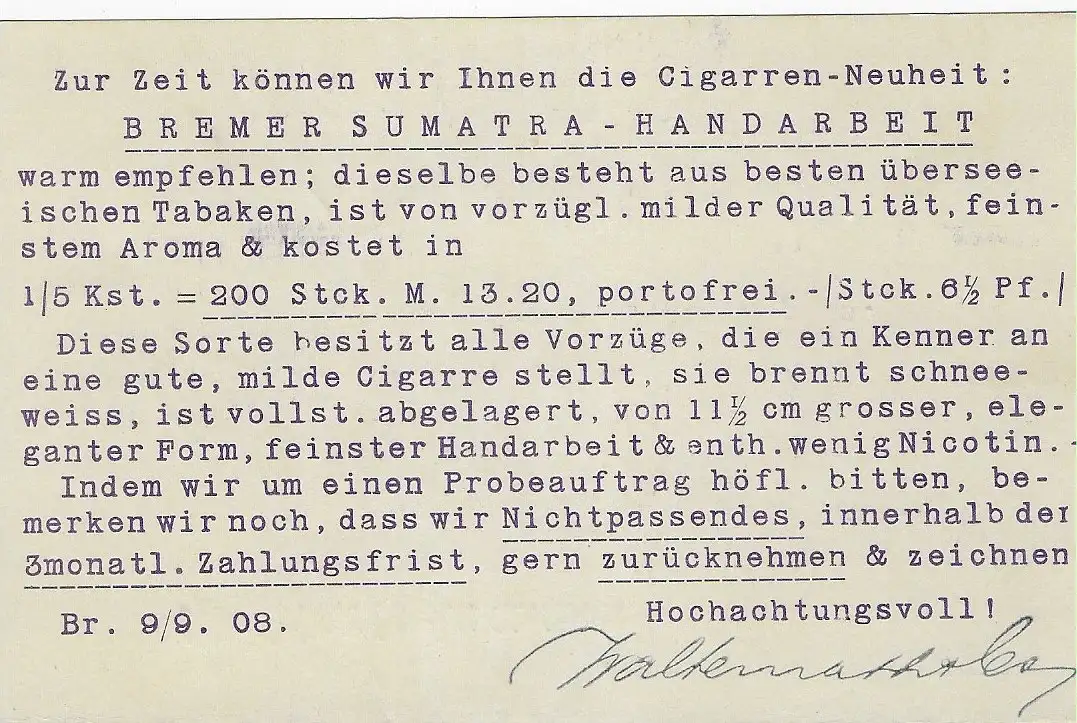 Zur Zeit können wir Ihnen die Cigarren-Neuheit:
BREMER SUMATRA-HANDARBEIT
warm empfehlen; dieselbe besteht aus besten übersee-
ischen Tabaken, ist von vorzügl. milder Qualität, fein-
stem Aroma & kostet in
1/5 Kst. = 200 Stck. M. 13.20, portofrei. -/Stck. 6½ Pf./
Diese Sorte besitzt alle Vorzüge, die ein Kenner an
eine gute, milde Cigarre stellt, sie brennt schnee-
weiss, ist vollst. abgelagert, von 11½ cm grosser, ele-
ganter Form, feinster Handarbeit & enth. wenig Nicotin. -
Indem wir um einen Probeauftrag höfl. bitten, be-
merken wir noch, dass wir Nichtpassendes, innerhalb der
3monatl. Zahlungsfrist, gern zurücknehmen & zeichnen
Hochachtungsvoll!
Br. 9/9. 08.
Waltemath & Co